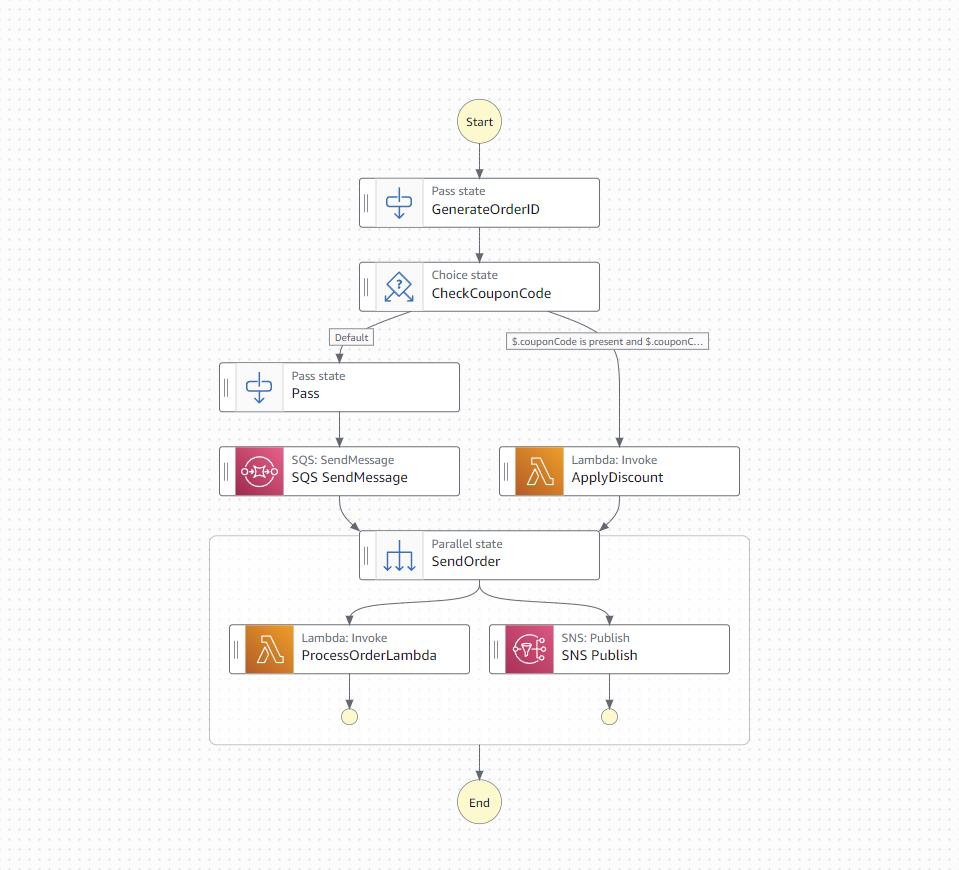 Start
Pass state
GenerateOrderID
Choice state
?
CheckCouponCode
Default
$.couponCode is present and $.couponC...
Pass state
Pass
SQS: SendMessage
SQS SendMessage
Lambda: Invoke
ApplyDiscount
Parallel state
SendOrder
Lambda: Invoke
ProcessOrderLambda
SNS: Publish
SNS Publish
End